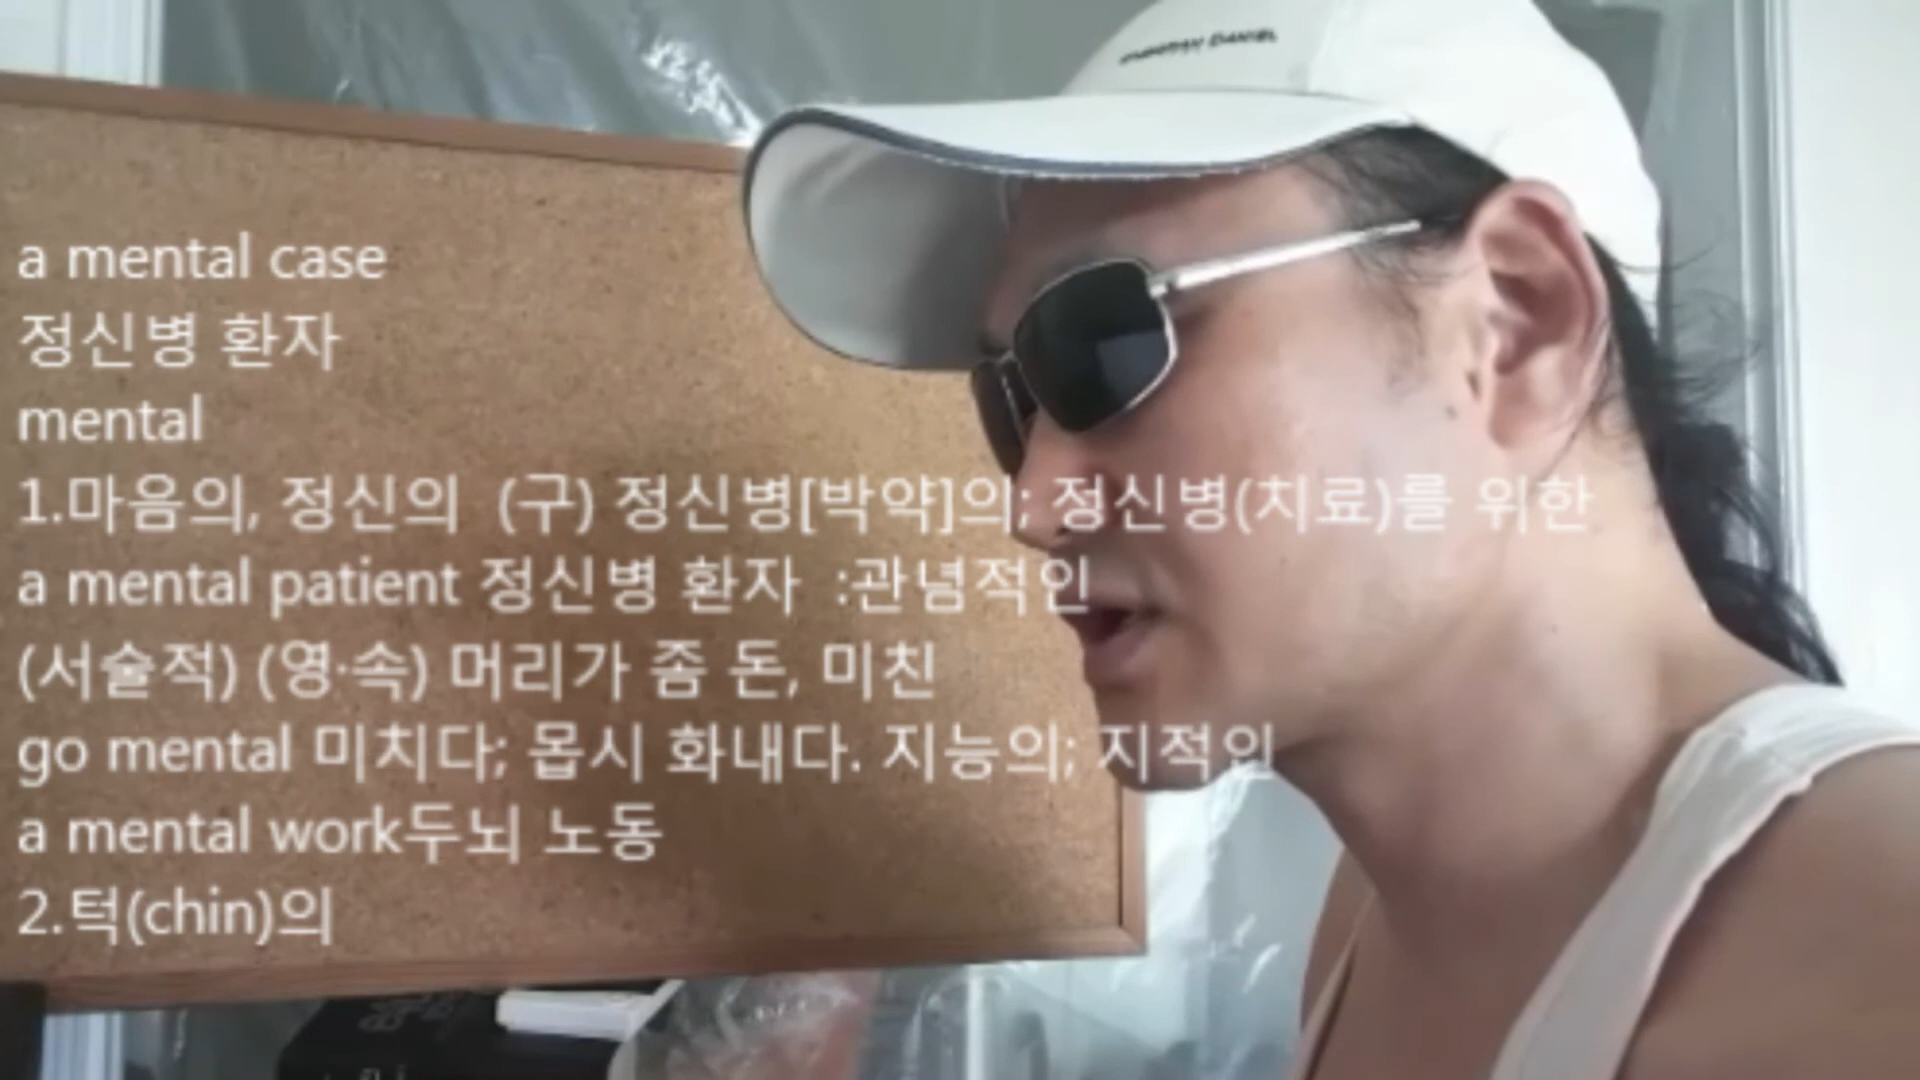 DANIEL
a mental case
정신병 환자
mental
1.마음의, 정신의 (구) 정신병[박약]의; 정신병(치료)를 위한
a mental patient 정신병 환자 :관념적인
(서술적) (영·속) 머리가 좀 돈, 미친
go mental 미치다; 몹시 화내다. 지능의; 지적인
a mental work두뇌 노동
2.턱(chin)의